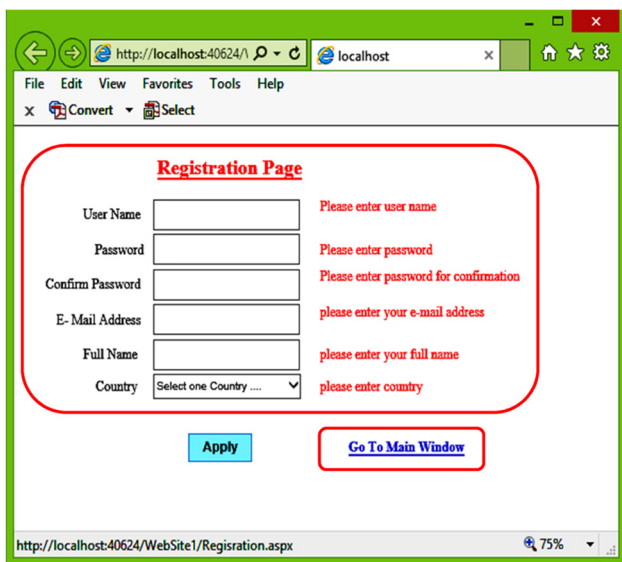 http://localhost:40624/\ localhost x
File Edit View Favorites Tools Help
x Convert Select
Registration Page
User Name Please enter user name
Password Please enter password
Confirm Password Please enter password for confirmation
E- Mail Address please enter your e-mail address
Full Name please enter your full name
Country Select one Country .... please enter country
Apply Go To Main Window
http://localhost:40624/WebSite1/Regisration.aspx 75%